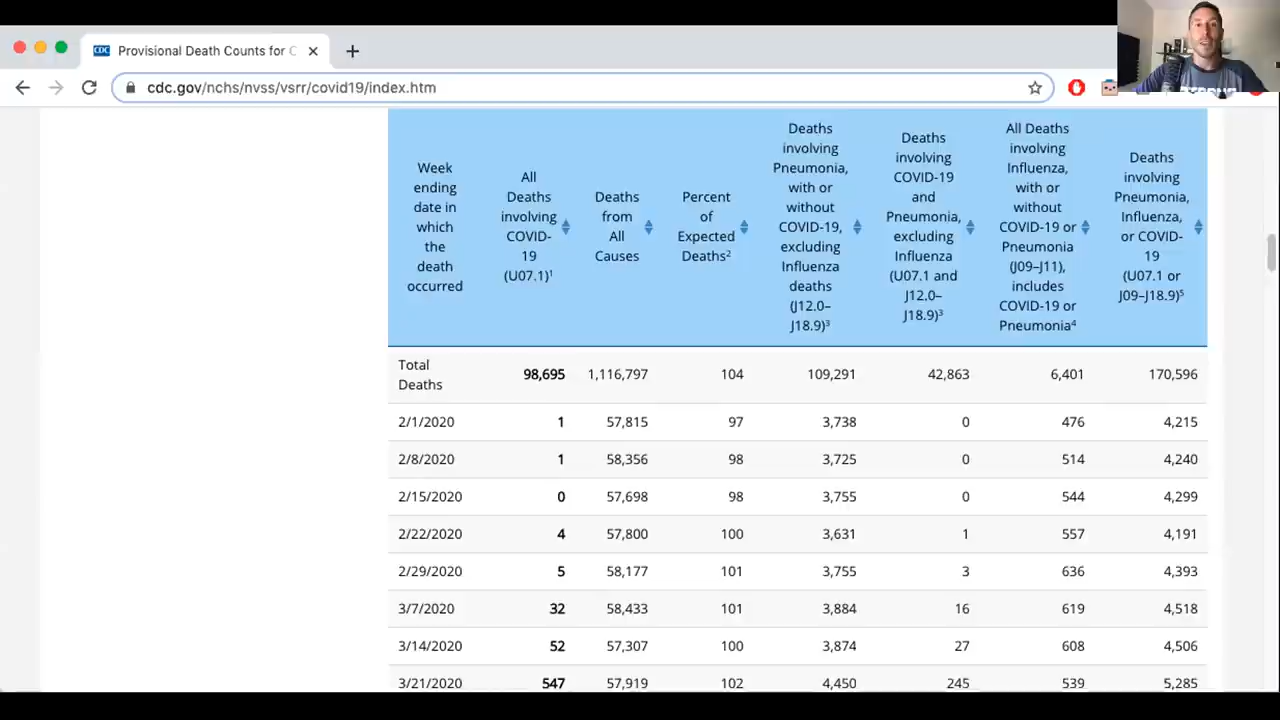 CDC Provisional Death Counts for C
cdc.gov/nchs/nvss/vsrr/covid19/index.htm
Week
ending
date in
which
the
death
occurred
All
Deaths
involving
COVID-
19
(U07.1)¹
Deaths
from
All
Causes
Percent
of
Expected
Deaths²
Deaths
involving
Pneumonia,
with or
without
COVID-19,
excluding
Influenza
deaths
(J12.0–
J18.9)³
Deaths
involving
COVID-19
and
Pneumonia,
excluding
Influenza
(U07.1 and
J12.0–
J18.9)³
All Deaths
involving
Influenza,
with or
without
COVID-19 or
Pneumonia
(J09–J11),
includes
COVID-19 or
Pneumonia⁴
Deaths
involving
Pneumonia,
Influenza,
or COVID-
19
(U07.1 or
J09–J18.9)⁵
Total
Deaths
98,695 1,116,797 104 109,291 42,863 6,401 170,596
2/1/2020 1 57,815 97 3,738 0 476 4,215
2/8/2020 1 58,356 98 3,725 0 514 4,240
2/15/2020 0 57,698 98 3,755 0 544 4,299
2/22/2020 4 57,800 100 3,631 1 557 4,191
2/29/2020 5 58,177 101 3,755 3 636 4,393
3/7/2020 32 58,433 101 3,884 16 619 4,518
3/14/2020 52 57,307 100 3,874 27 608 4,506
3/21/2020 547 57,919 102 4,450 245 539 5,285